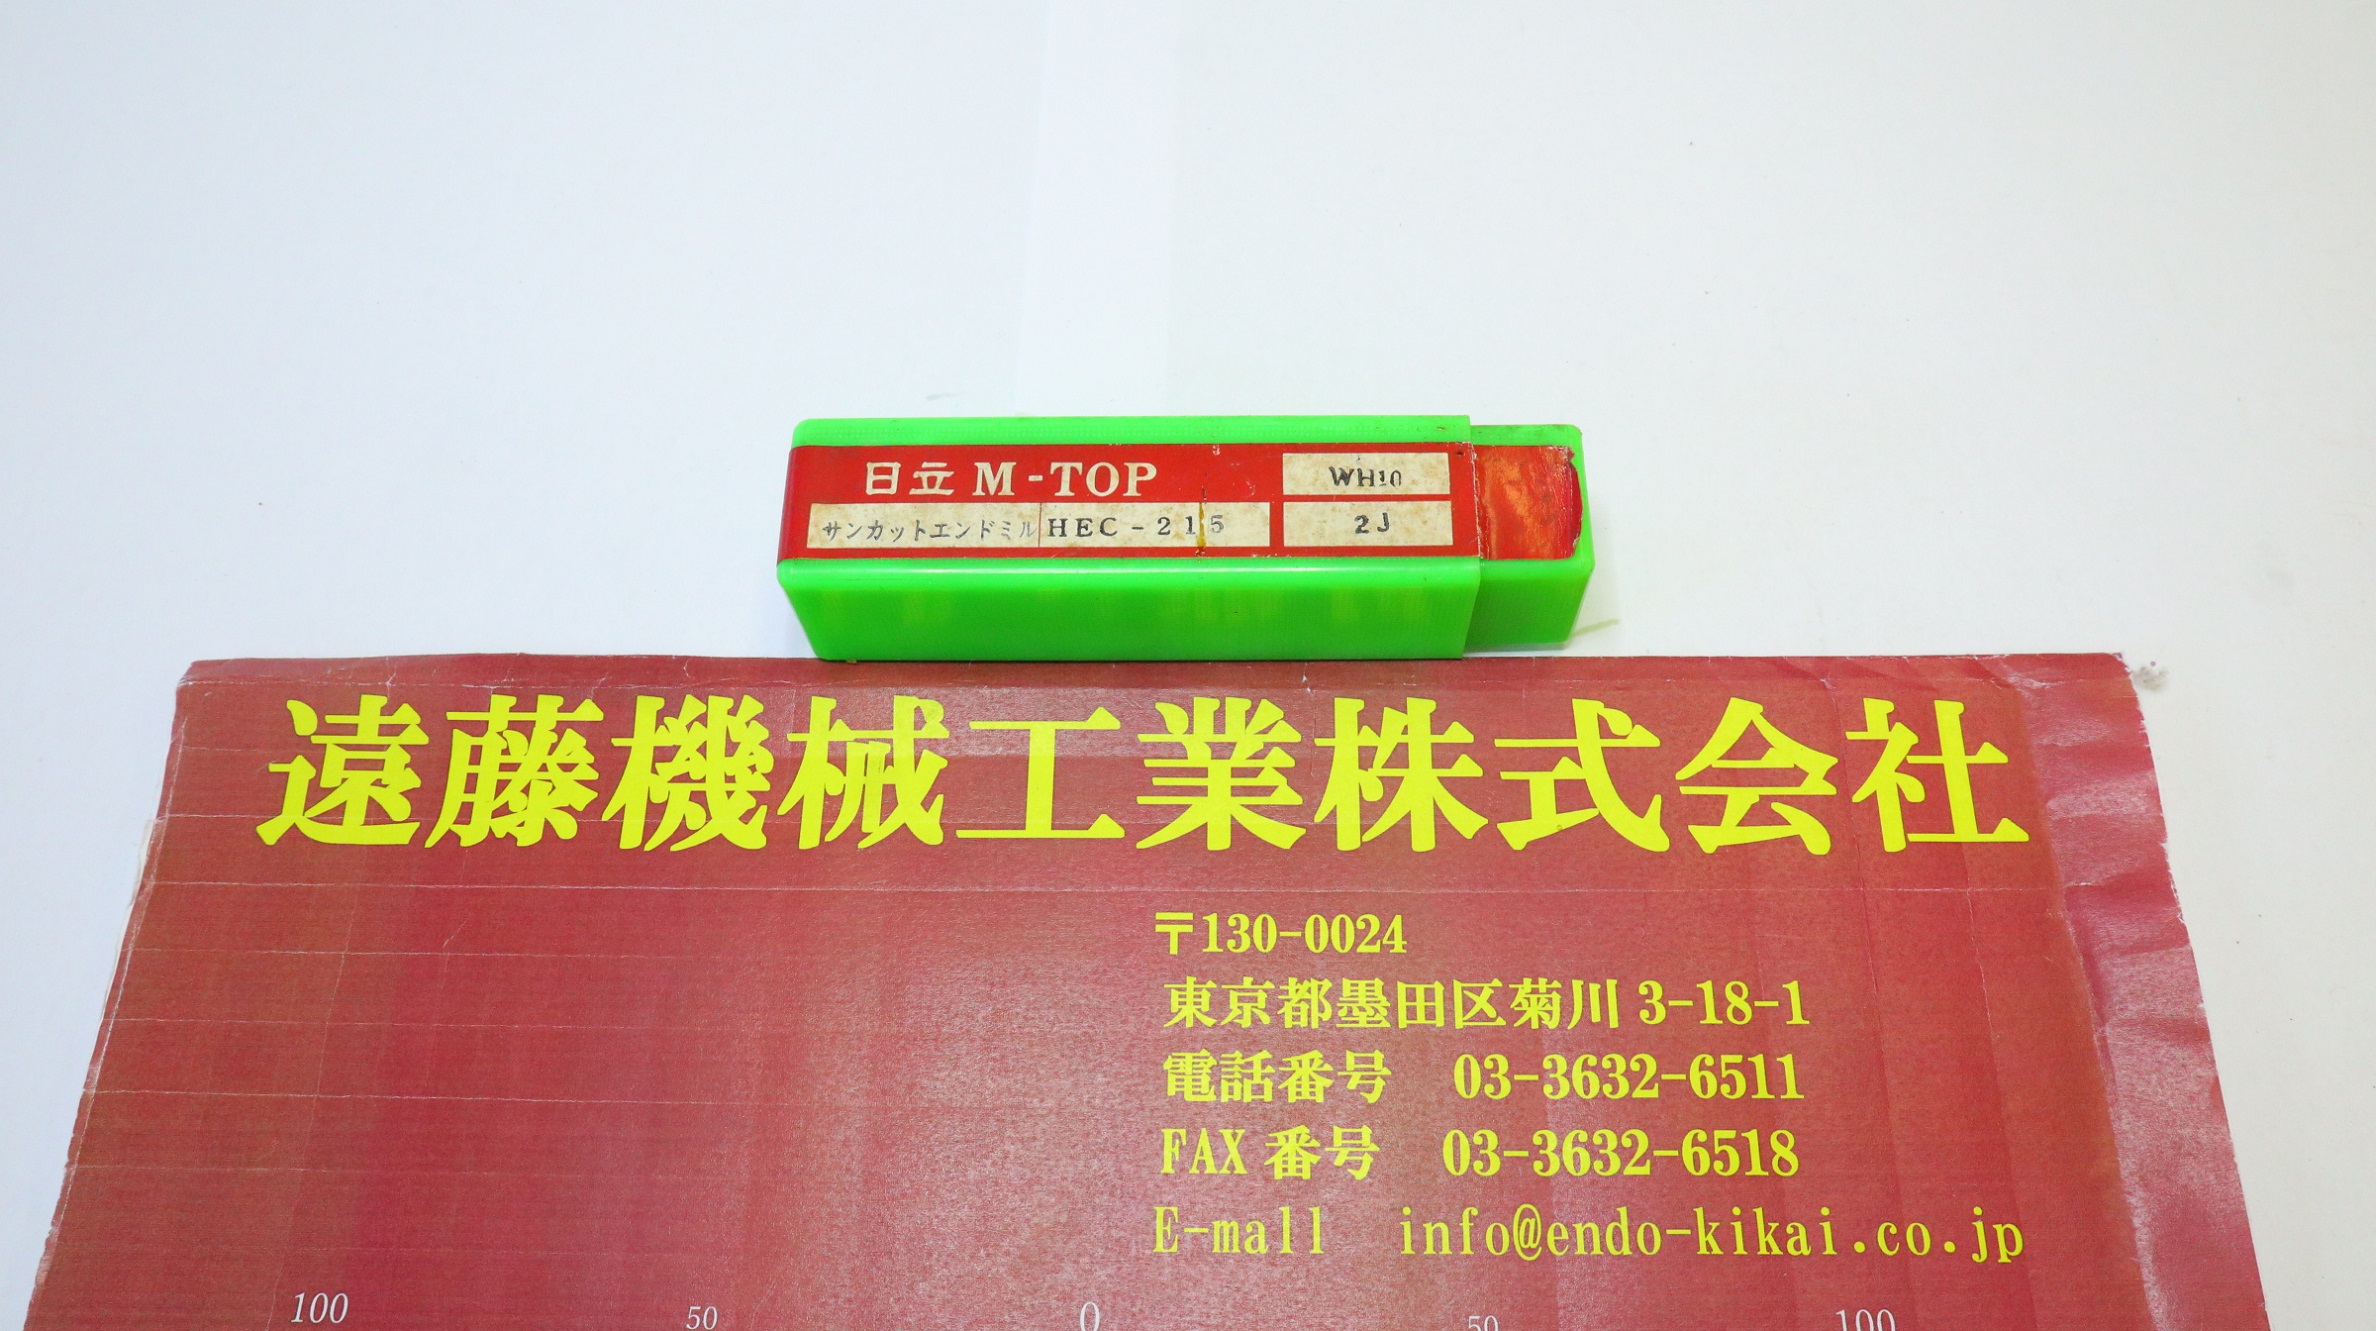 日立 M-TOP
WH10
サンカットエンドミル HEC-215
2J
遠藤機械工業株式会社
〒130-0024
東京都墨田区菊川 3-18-1
電話番号 03-3632-6511
FAX 番号 03-3632-6518
E-mall info@endo-kikai.co.jp
100 50 0 50 100